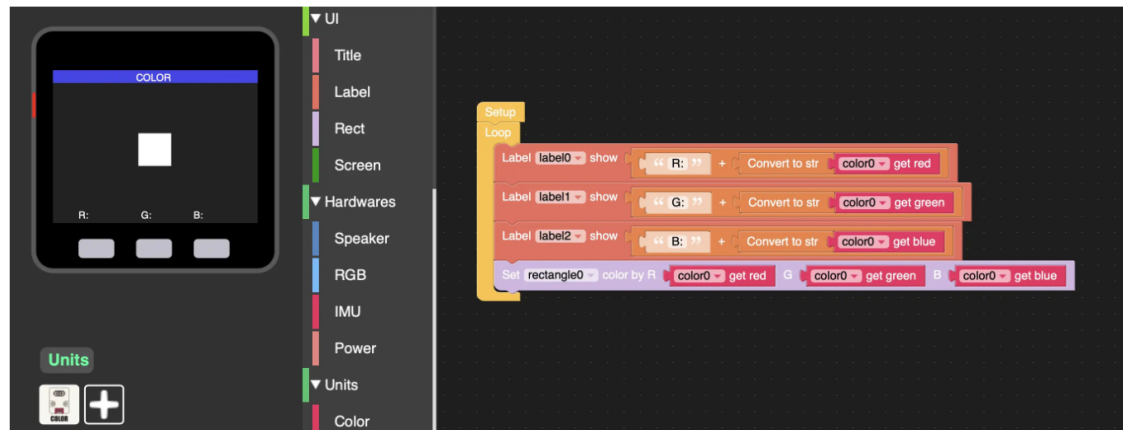 COLOR
R: G: B:
Units
COLOR
UI
Title
Label
Rect
Screen
Hardwares
Speaker
RGB
IMU
Power
Units
Color
Setup
Loop
Label label0 show “ R: ” + Convert to str color0 get red
Label label1 show “ G: ” + Convert to str color0 get green
Label label2 show “ B: ” + Convert to str color0 get blue
Set rectangle0 color by R color0 get red G color0 get green B color0 get blue